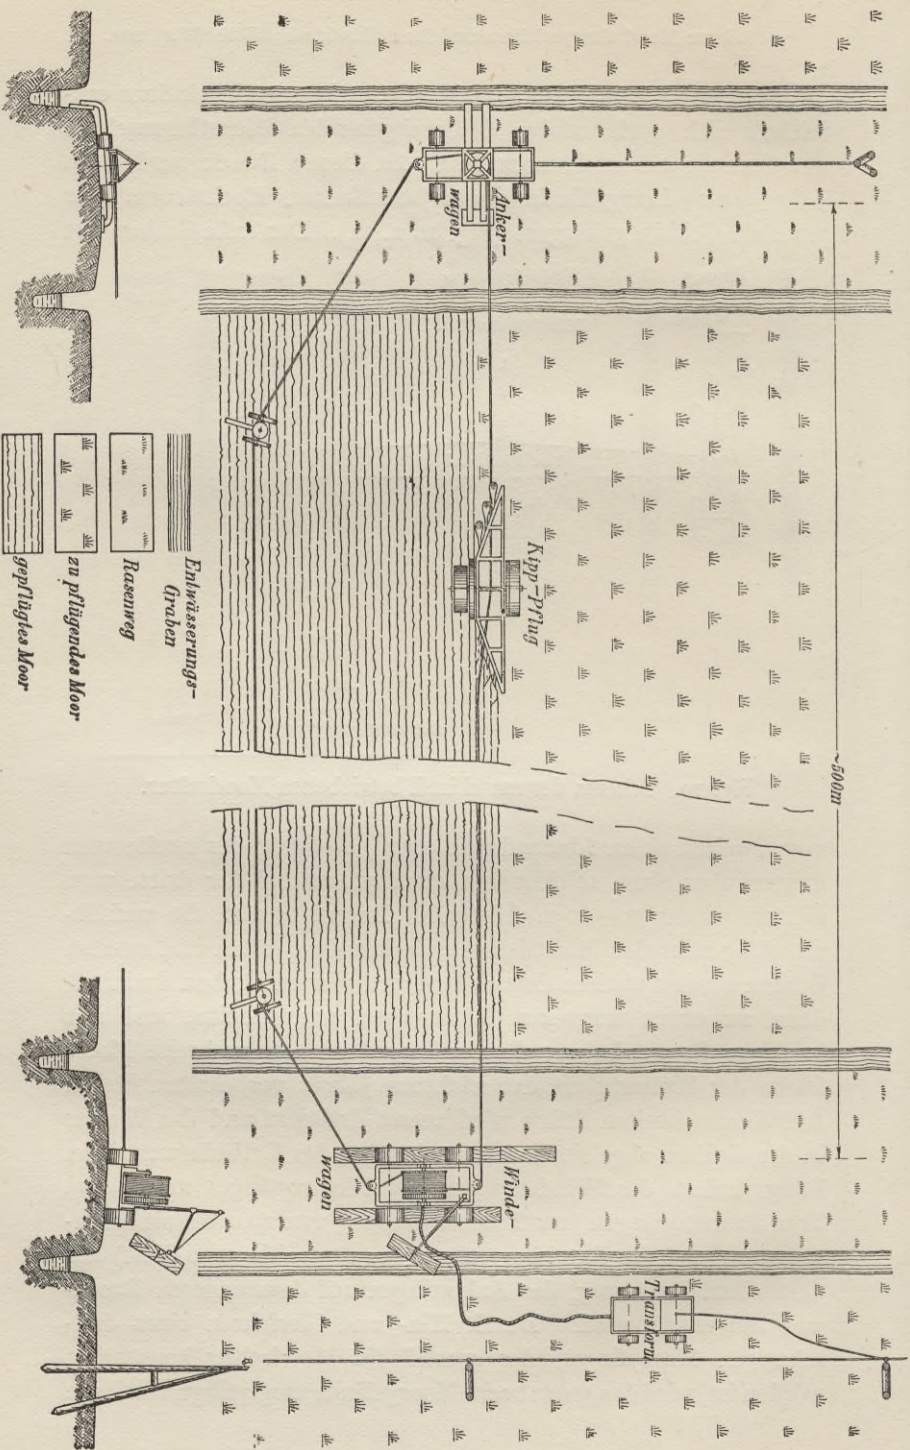 Anker-
wagen
Kipp-Pflug
~500m
Winde-
wagen
Transform.
Entwässerungs-
Graben
Rasenweg
zu pflügendes Moor
gepflügtes Moor